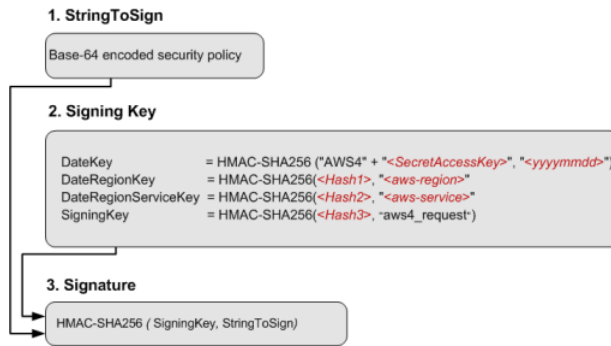 1. StringToSign
Base-64 encoded security policy
2. Signing Key
DateKey = HMAC-SHA256 ("AWS4" + "<SecretAccessKey>", "<yyyymmdd>")
DateRegionKey = HMAC-SHA256(<Hash1>, "<aws-region>"
DateRegionServiceKey = HMAC-SHA256(<Hash2>, "<aws-service>"
SigningKey = HMAC-SHA256(<Hash3>, "aws4_request")
3. Signature
HMAC-SHA256 ( SigningKey, StringToSign)